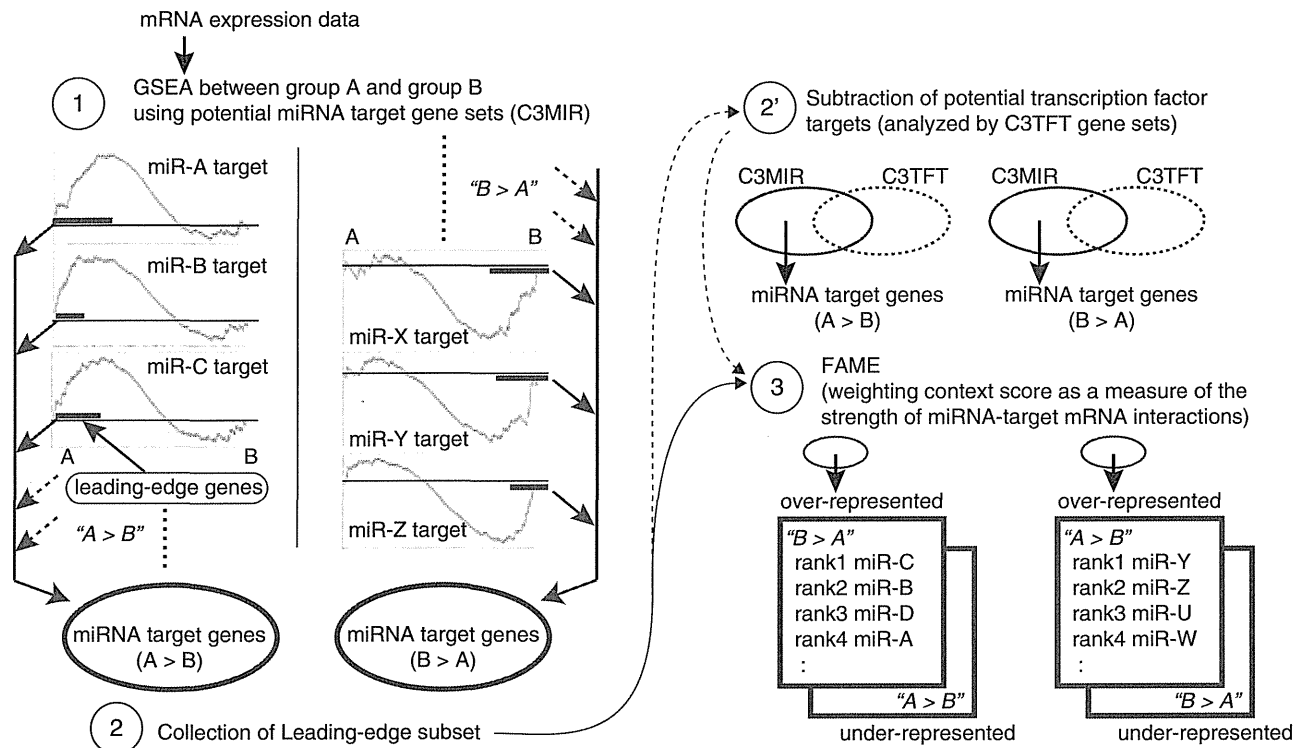 mRNA expression data
1
GSEA between group A and group B
using potential miRNA target gene sets (C3MIR)
miR-A target
miR-B target
miR-C target
A
B
leading-edge genes
"A > B"
miRNA target genes
(A > B)
"B > A"
A
B
miR-X target
miR-Y target
miR-Z target
miRNA target genes
(B > A)
2
Collection of Leading-edge subset
2'
Subtraction of potential transcription factor
targets (analyzed by C3TFT gene sets)
C3MIR
C3TFT
miRNA target genes
(A > B)
C3MIR
C3TFT
miRNA target genes
(B > A)
3
FAME
(weighting context score as a measure of the
strength of miRNA-target mRNA interactions)
over-represented
"B > A"
rank1 miR-C
rank2 miR-B
rank3 miR-D
rank4 miR-A
:
"A > B"
under-represented
over-represented
"A > B"
rank1 miR-Y
rank2 miR-Z
rank3 miR-U
rank4 miR-W
:
"B > A"
under-represented